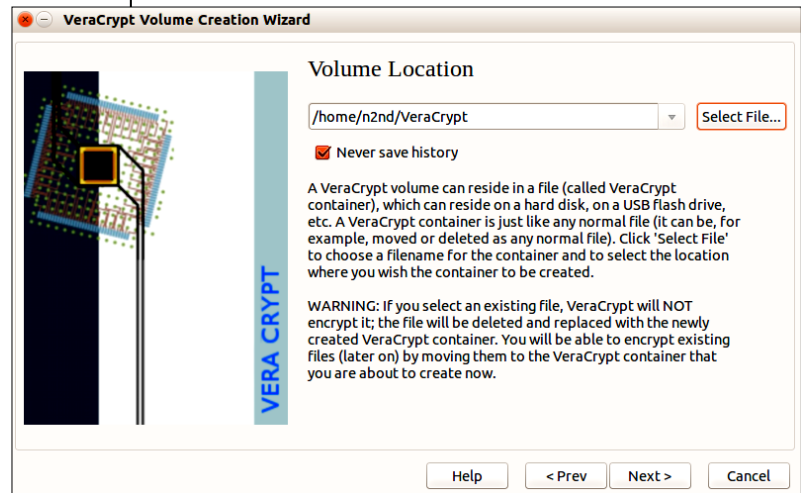 VeraCrypt Volume Creation Wizard
Volume Location
/home/n2nd/VeraCrypt
Select File...
Never save history
A VeraCrypt volume can reside in a file (called VeraCrypt
container), which can reside on a hard disk, on a USB flash drive,
etc. A VeraCrypt container is just like any normal file (it can be, for
example, moved or deleted as any normal file). Click 'Select File'
to choose a filename for the container and to select the location
where you wish the container to be created.
WARNING: If you select an existing file, VeraCrypt will NOT
encrypt it; the file will be deleted and replaced with the newly
created VeraCrypt container. You will be able to encrypt existing
files (later on) by moving them to the VeraCrypt container that
you are about to create now.
VERA CRYPT
Help
< Prev
Next >
Cancel